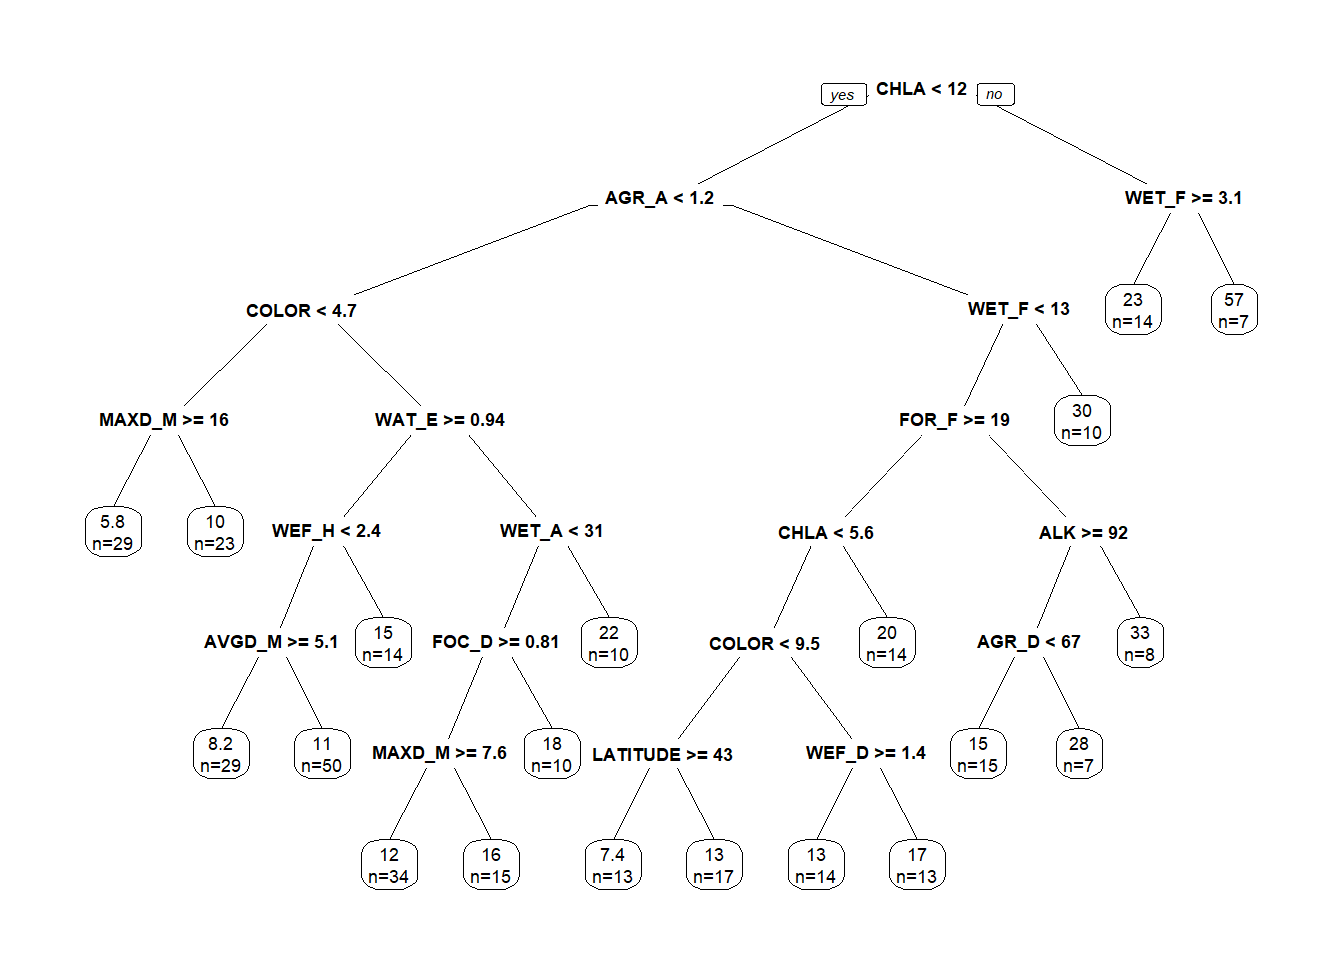 yes CHLA < 12 no
AGR_A < 1.2 WET_F >= 3.1
COLOR < 4.7 WET_F < 13
23 57
n=14 n=7
MAXD_M >= 16 WAT_E >= 0.94 FOR_F >= 19
30
n=10
5.8 10
n=29 n=23
WEF_H < 2.4 WET_A < 31 CHLA < 5.6 ALK >= 92
AVGD_M >= 5.1 FOC_D >= 0.81 COLOR < 9.5 AGR_D < 67
15 22 20 33
n=14 n=10 n=14 n=8
8.2 11 18 15 28
n=29 n=50 n=10 n=15 n=7
MAXD_M >= 7.6 LATITUDE >= 43 WEF_D >= 1.4
12 16 7.4 13 13 17
n=34 n=15 n=13 n=17 n=14 n=13